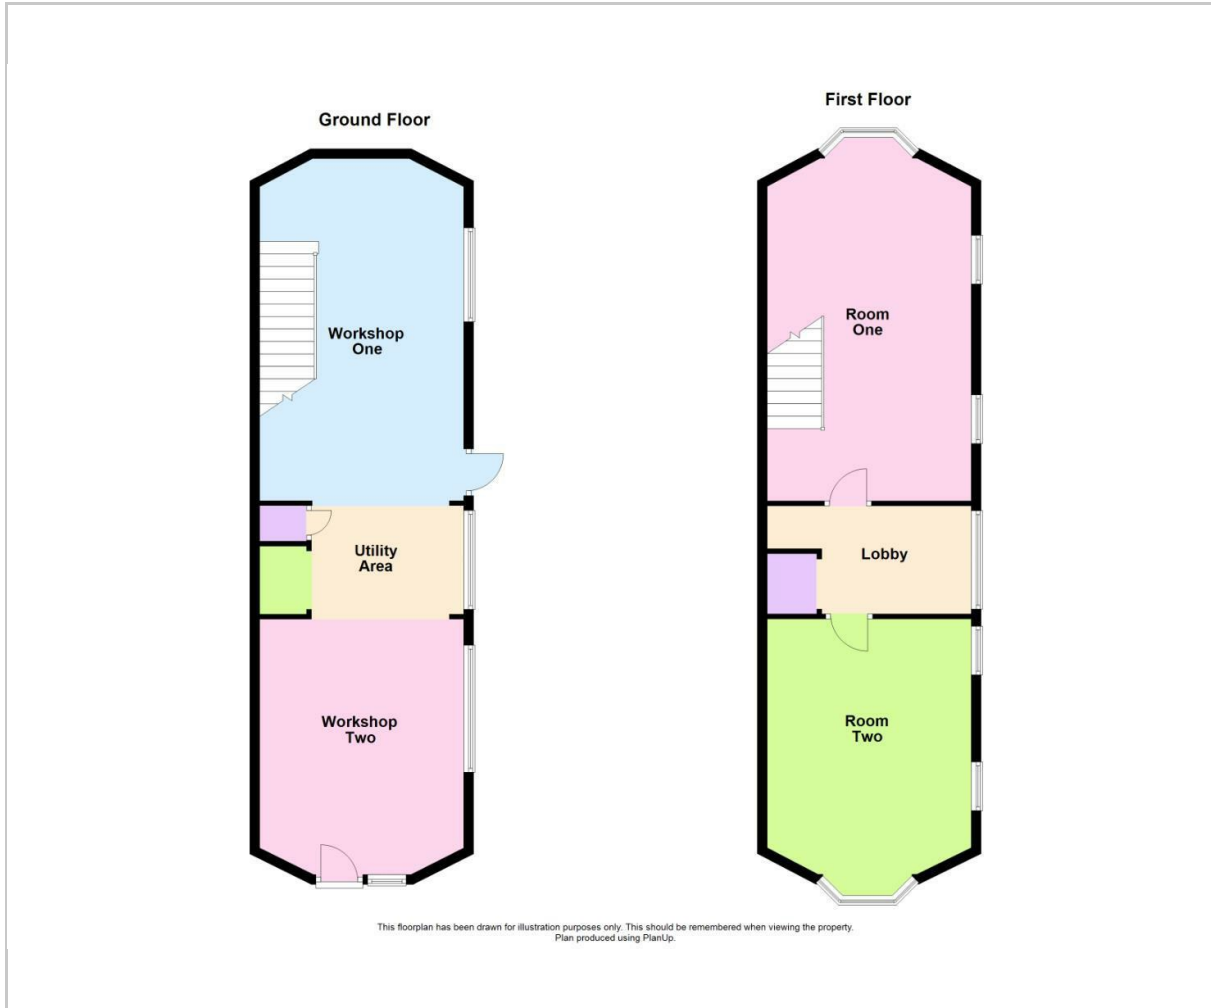 Ground Floor
Workshop
One
Utility
Area
Workshop
Two
First Floor
Room
One
Lobby
Room
Two
This floorplan has been drawn for illustration purposes only. This should be remembered when viewing the property.
Plan produced using PlanUp.